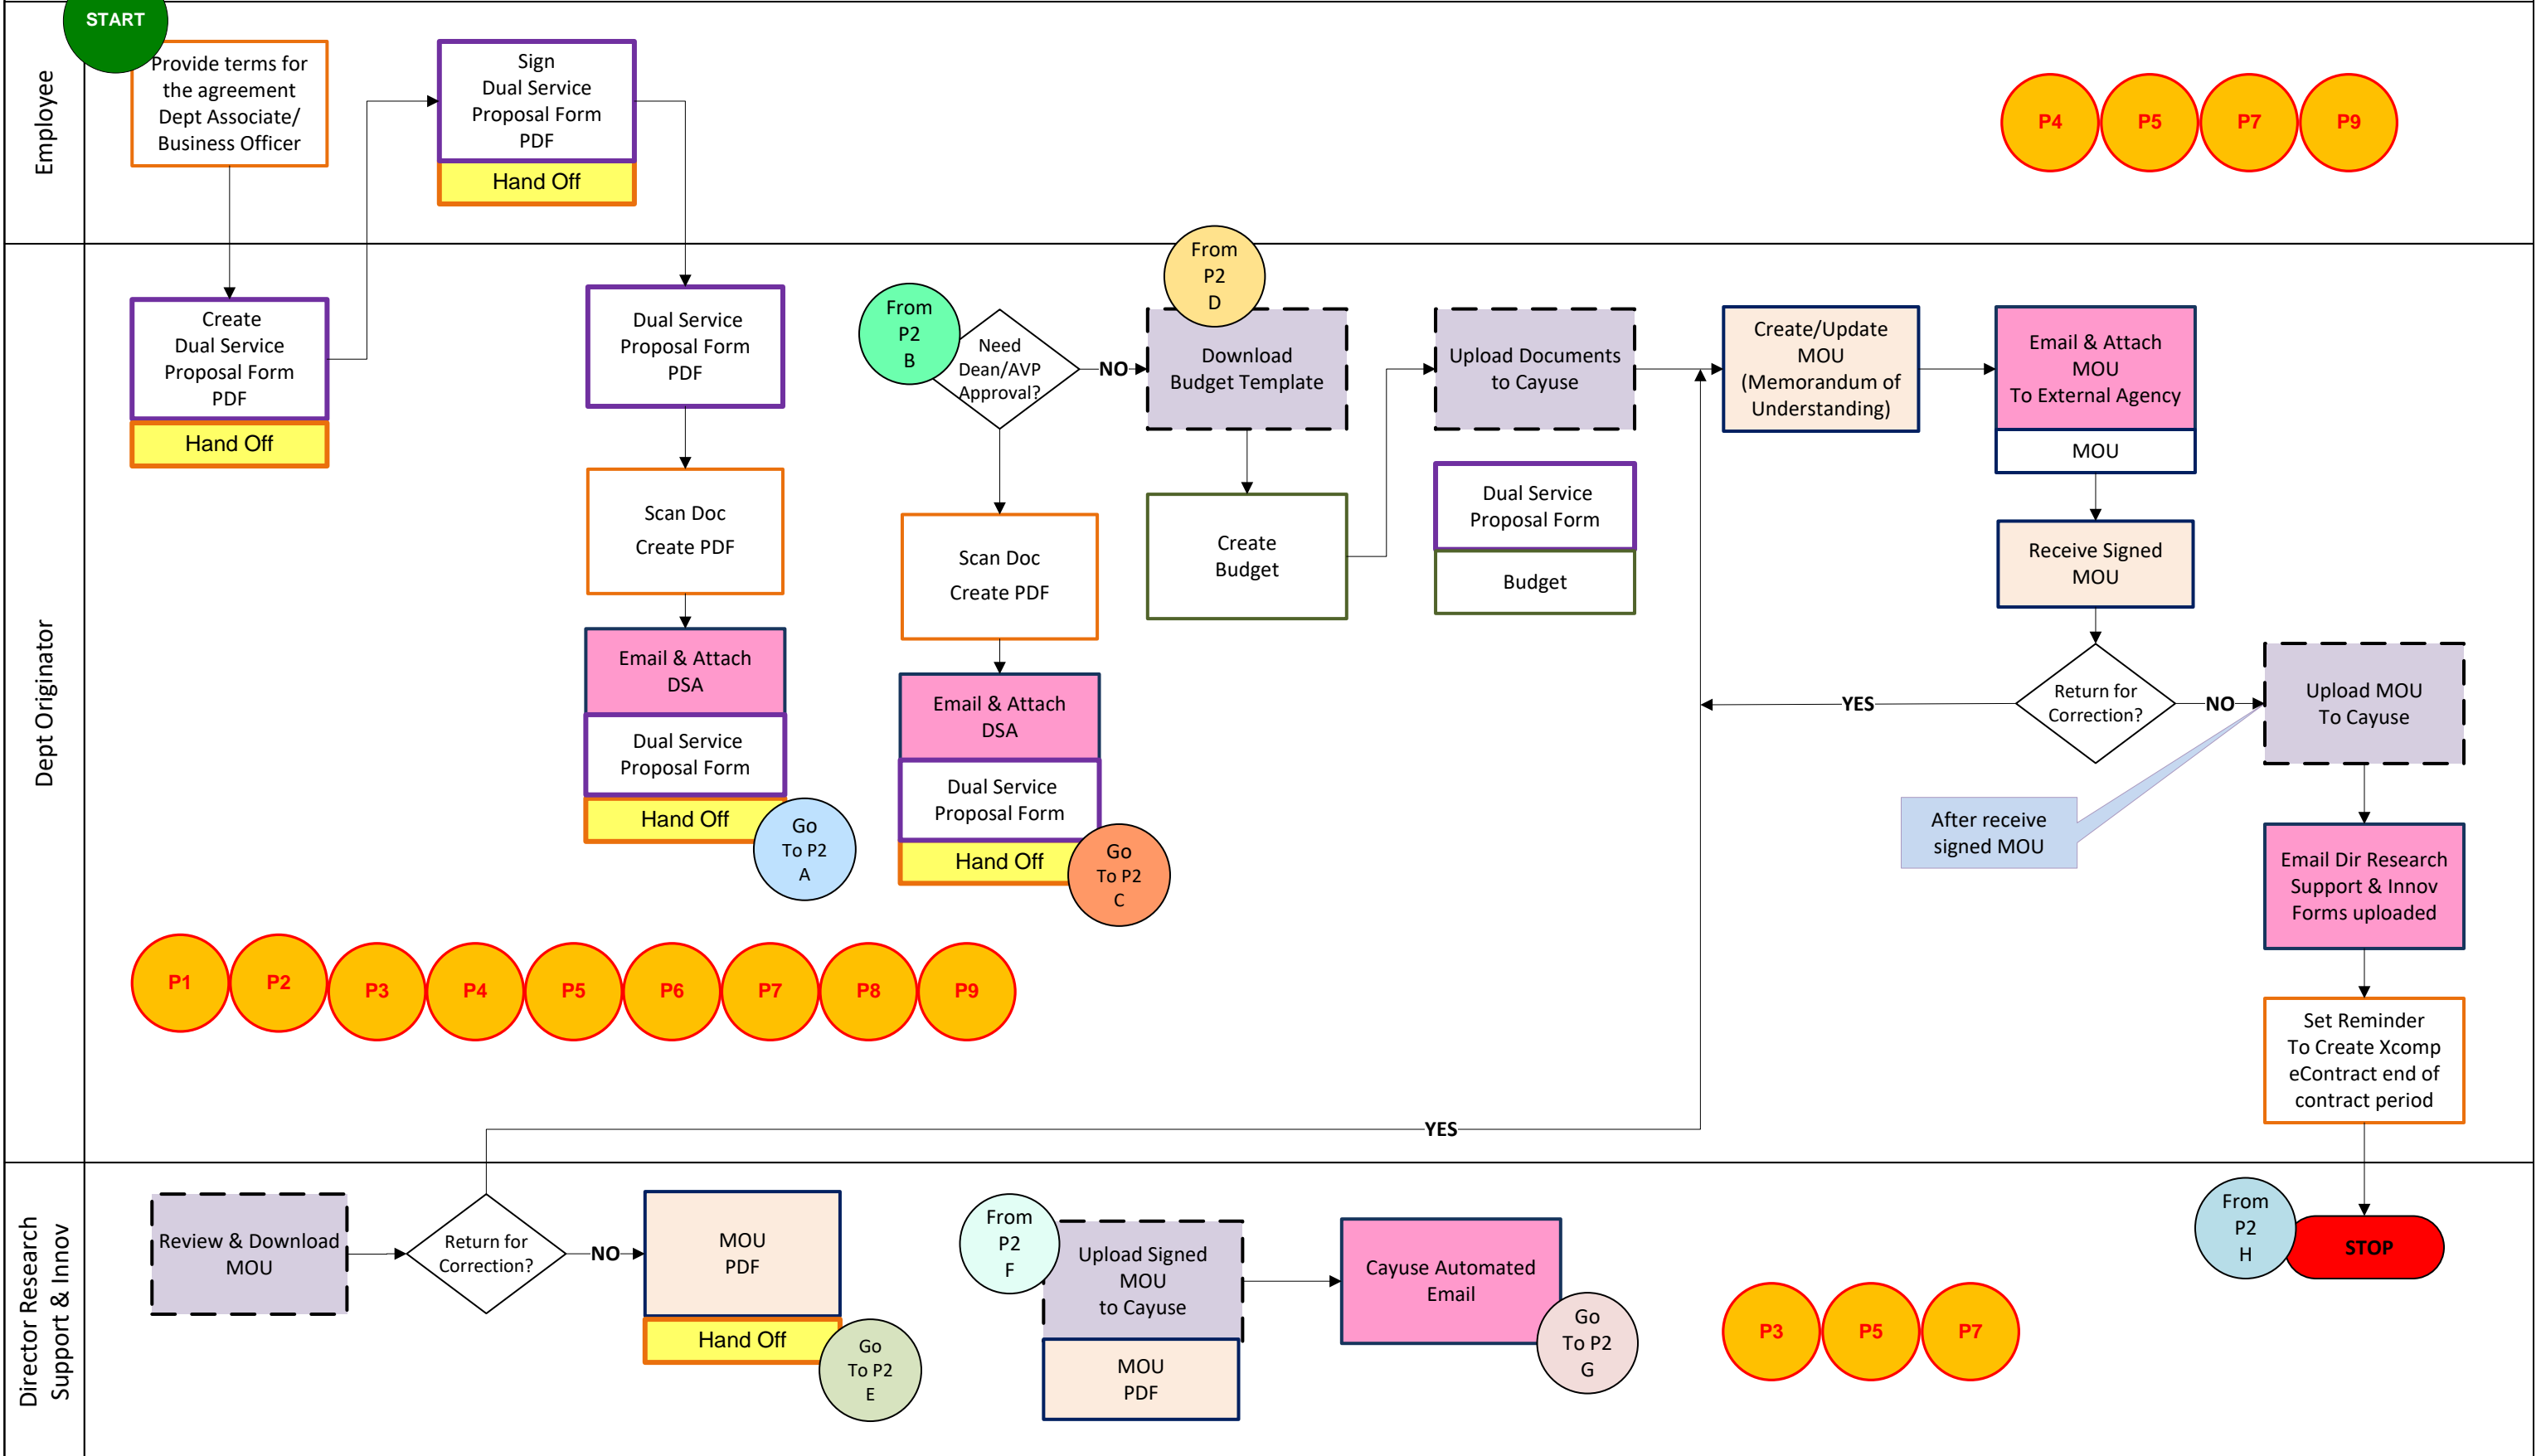 START
Employee
Provide terms for
the agreement
Dept Associate/
Business Officer
Sign
Dual Service
Proposal Form
PDF
Hand Off
P4
P5
P7
P9
Dept Originator
Create
Dual Service
Proposal Form
PDF
Hand Off
Dual Service
Proposal Form
PDF
Scan Doc
Create PDF
Email & Attach
DSA
Dual Service
Proposal Form
Hand Off
Go
To P2
A
From
P2
B
Need
Dean/AVP
Approval?
NO
Scan Doc
Create PDF
Email & Attach
DSA
Dual Service
Proposal Form
Hand Off
Go
To P2
C
From
P2
D
Download
Budget Template
Create
Budget
Upload Documents
to Cayuse
Dual Service
Proposal Form
Budget
Create/Update
MOU
(Memorandum of
Understanding)
Email & Attach
MOU
To External Agency
MOU
Receive Signed
MOU
Return for
Correction?
YES
NO
Upload MOU
To Cayuse
After receive
signed MOU
Email Dir Research
Support & Innov
Forms uploaded
Set Reminder
To Create Xcomp
eContract end of
contract period
P1
P2
P3
P4
P5
P6
P7
P8
P9
YES
Director Research
Support & Innov
Review & Download
MOU
Return for
Correction?
NO
MOU
PDF
Hand Off
Go
To P2
E
From
P2
F
Upload Signed
MOU
to Cayuse
MOU
PDF
Cayuse Automated
Email
Go
To P2
G
P3
P5
P7
From
P2
H
STOP